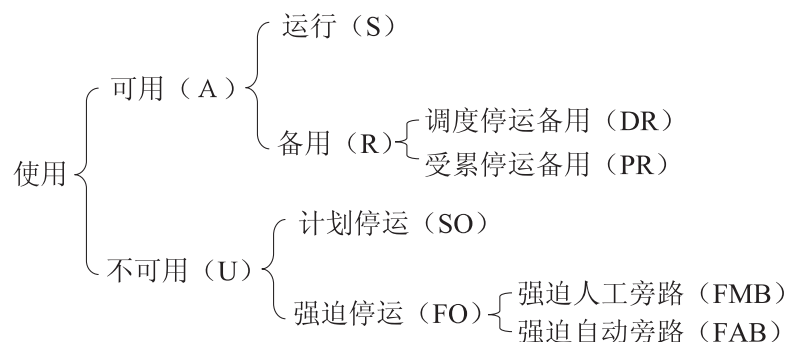 使用
可用（A）
运行（S）
备用（R）
调度停运备用（DR）
受累停运备用（PR）
不可用（U）
计划停运（SO）
强迫停运（FO）
强迫人工旁路（FMB）
强迫自动旁路（FAB）